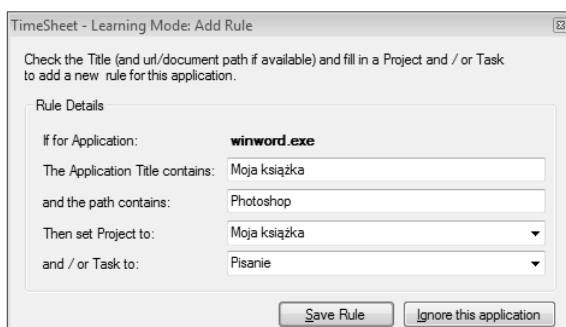 TimeSheet - Learning Mode: Add Rule
Check the Title (and url/document path if available) and fill in a Project and / or Task
to add a new rule for this application.
Rule Details
If for Application: winword.exe
The Application Title contains: Moja książka
and the path contains: Photoshop
Then set Project to: Moja książka
and / or Task to: Pisanie
Save Rule Ignore this application